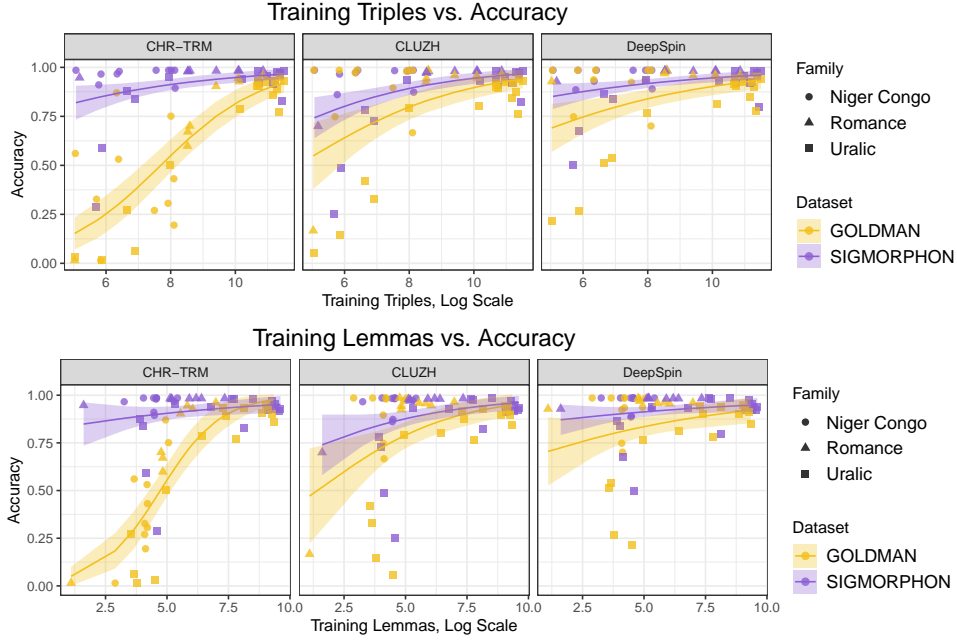 Training Triples vs. Accuracy
CHR−TRM
CLUZH
DeepSpin
1.00
0.75
0.50
0.25
0.00
Accuracy
6 8 10
6 8 10
6 8 10
Training Triples, Log Scale
Family
Niger Congo
Romance
Uralic
Dataset
GOLDMAN
SIGMORPHON
Training Lemmas vs. Accuracy
CHR−TRM
CLUZH
DeepSpin
1.00
0.75
0.50
0.25
0.00
Accuracy
2.5 5.0 7.5 10.0
2.5 5.0 7.5 10.0
2.5 5.0 7.5 10.0
Training Lemmas, Log Scale
Family
Niger Congo
Romance
Uralic
Dataset
GOLDMAN
SIGMORPHON